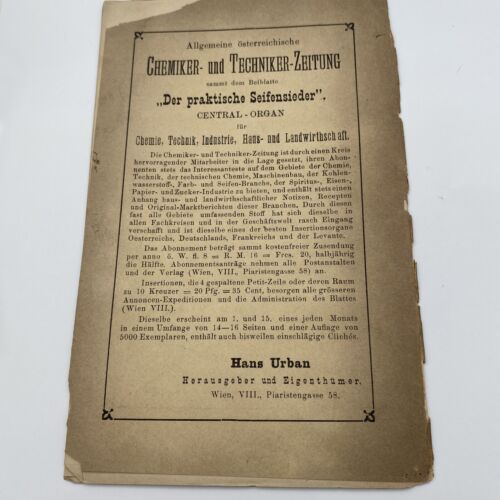 Allgemeine österreichische
CHEMIKER- und TECHNIKER-ZEITUNG
sammt dem Beiblatte
„Der praktische Seifensieder".
CENTRAL-ORGAN
für
Chemie, Technik, Industrie, Haus- und Landwirthschaft.
Die Chemiker- und Techniker-Zeitung ist durch einen Kreis
hervorragender Mitarbeiter in die Lage gesetzt, ihren Abon-
nenten stets das Interessanteste auf dem Gebiete der Chemie,
Technik, der technischen Chemie, Maschinenbau, der Kohlen-
wasserstoff-, Farb- und Seifen-Branche, der Spiritus-, Eisen-,
Papier- und Zucker-Industrie zu bieten, und enthält stets einen
Anhang baus- und landwirthschaftlicher Notizen, Recepten
und Original-Marktberichten dieser Branchen. Durch diesen
fast alle Gebiete umfassenden Stoff hat sich dieselbe in
allen Fachkreisen und in der Geschäftswelt rasch Eingang
verschafft und ist dieselbe eines der besten Insertionsorgane
Oesterreichs, Deutschlands, Frankreichs und der Levante.
Das Abonnement beträgt sammt kostenfreier Zusendung
per anno ö. W. fl. 8 = R. M. 16 = Frcs. 20, halbjährig
die Hälfte. Abonnementsanträge nehmen alle Postanstalten
und der Verlag (Wien, VIII., Piaristengasse 58) an.
Insertionen, die 4 gespaltene Petit-Zeile oder deren Raum
zu 10 Kreuzer = 20 Pfg. = 35 Cent, besorgen alle grösseren
Annoncen-Expeditionen und die Administration des Blattes
(Wien VIII.).
Dieselbe erscheint am 1. und 15. eines jeden Monats
in einem Umfange von 14—16 Seiten und einer Auflage von
5000 Exemplaren, enthält auch bisweilen einschlägige Clichés.
Hans Urban
Herausgeber und Eigenthümer.
Wien, VIII., Piaristengasse 58.